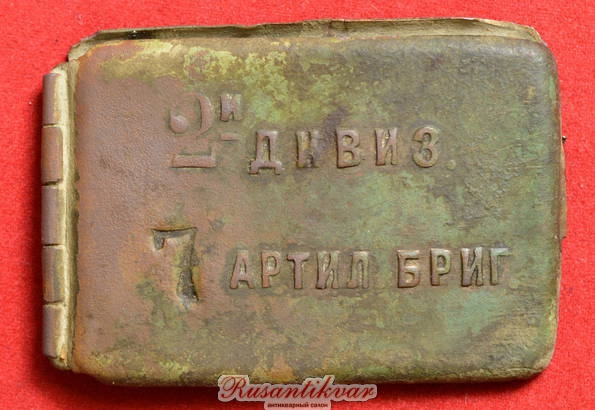 2й ДИВИЗ.
7 АРТИЛ БРИГ
Rusantikvar
антикварный салон